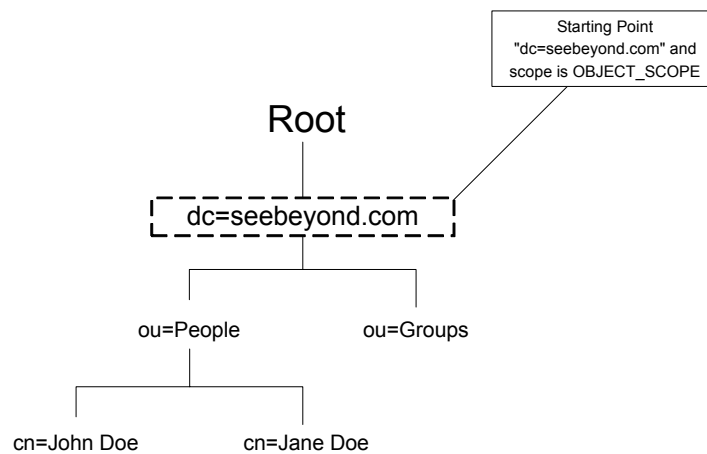 Starting Point
"dc=seebeyond.com" and
scope is OBJECT_SCOPE
Root
dc=seebeyond.com
ou=People
ou=Groups
cn=John Doe
cn=Jane Doe